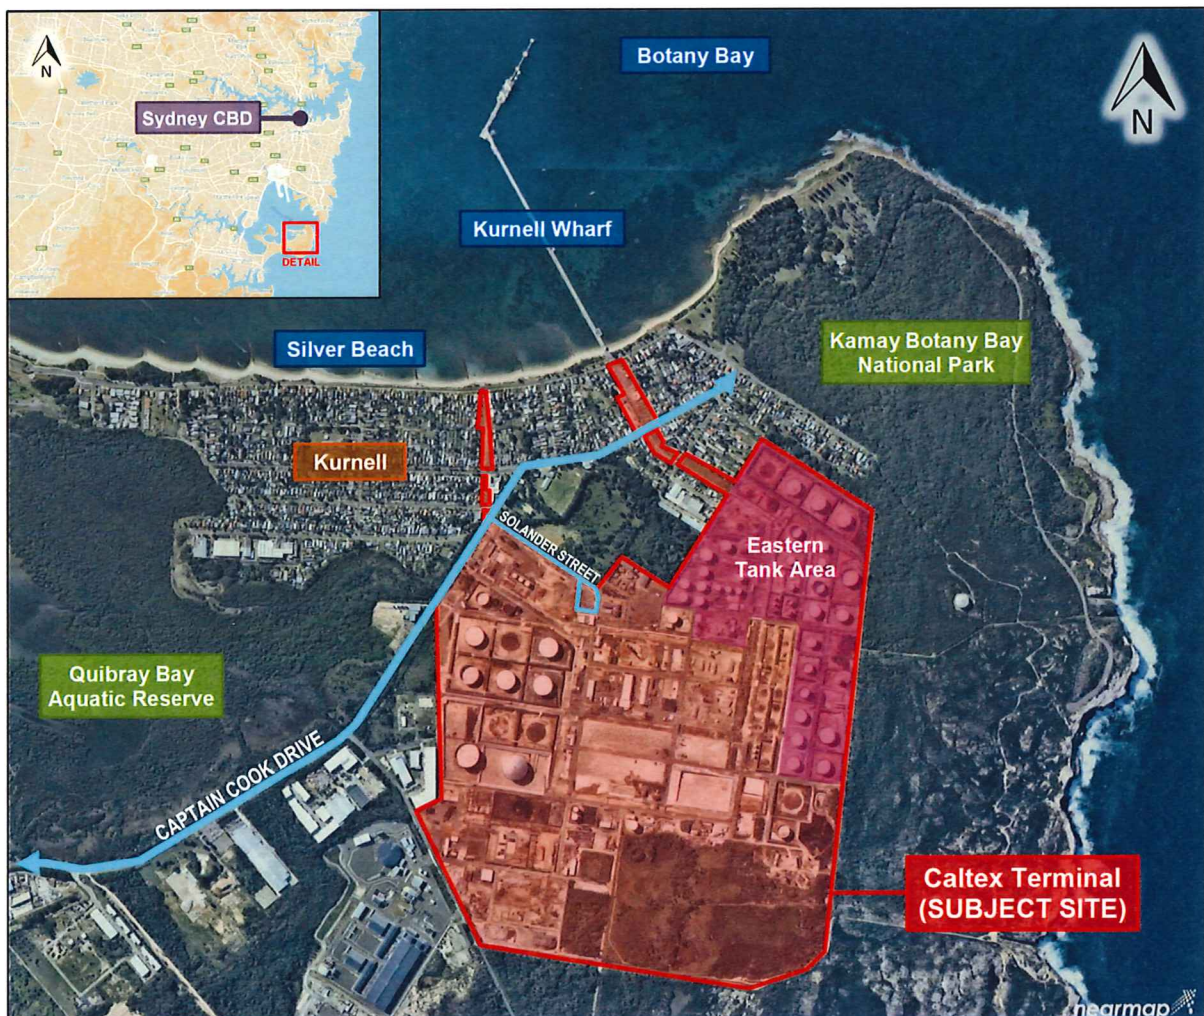 N
Sydney CBD
DETAIL
Botany Bay
N
Kurnell Wharf
Silver Beach
Kamay Botany Bay
National Park
Kurnell
SOLANDER STREET
Eastern
Tank Area
Quibray Bay
Aquatic Reserve
CAPTAIN COOK DRIVE
Caltex Terminal
(SUBJECT SITE)
nearmap